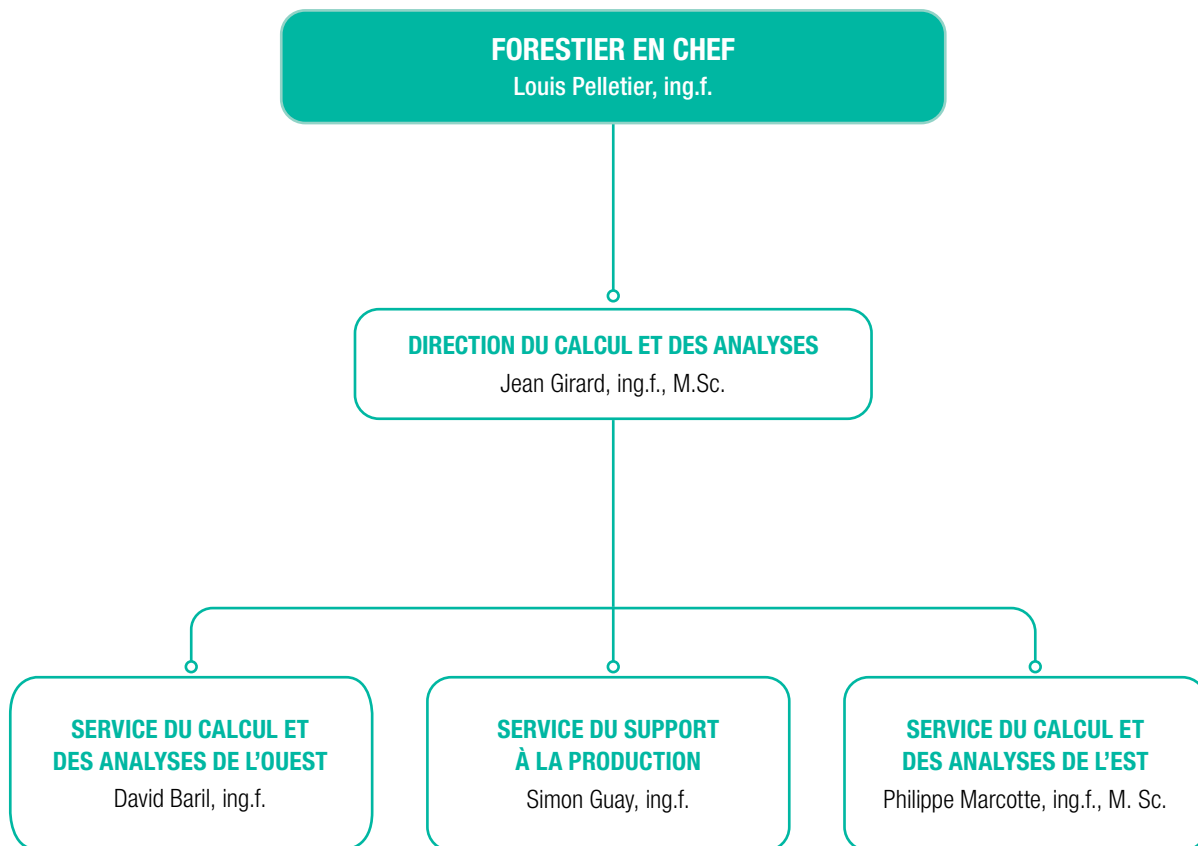 FORESTIER EN CHEF
Louis Pelletier, ing.f.
DIRECTION DU CALCUL ET DES ANALYSES
Jean Girard, ing.f., M.Sc.
SERVICE DU CALCUL ET
DES ANALYSES DE L'OUEST
David Baril, ing.f.
SERVICE DU SUPPORT
À LA PRODUCTION
Simon Guay, ing.f.
SERVICE DU CALCUL ET
DES ANALYSES DE L'EST
Philippe Marcotte, ing.f., M. Sc.